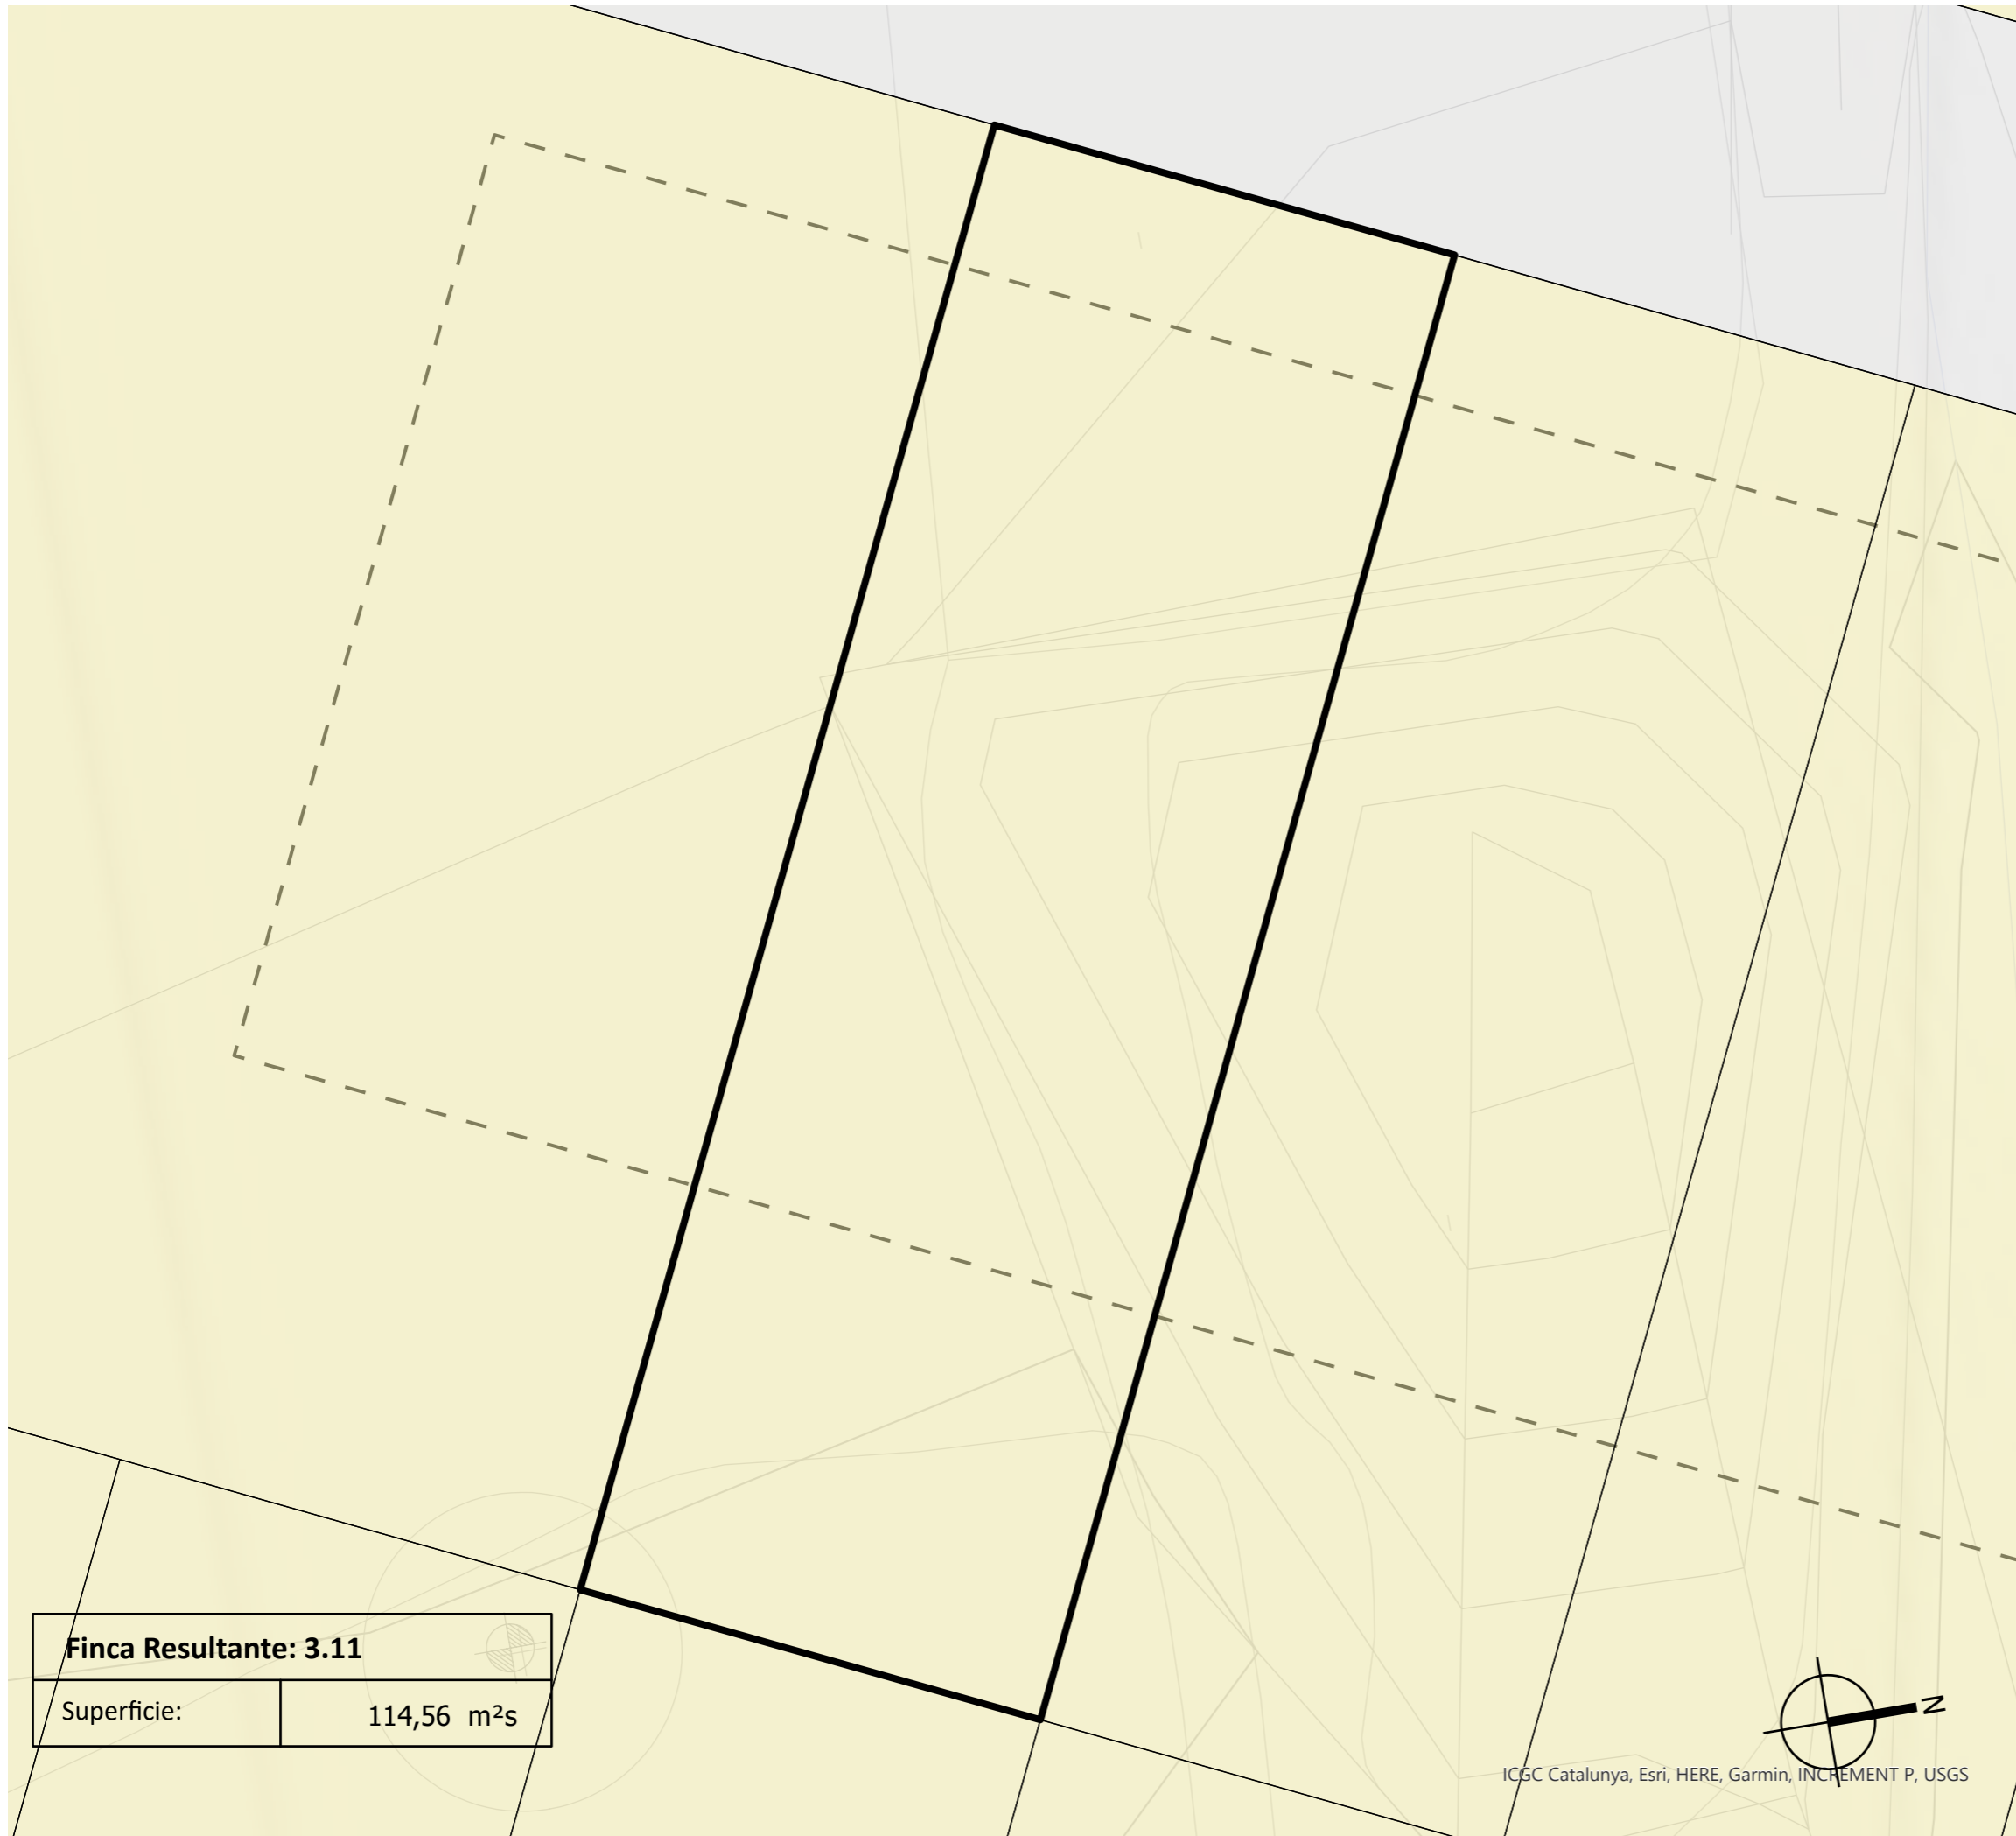 Finca Resultante: 3.11
Superficie: 114,56 m²s
N
ICGC Catalunya, Esri, HERE, Garmin, INCREMENT P, USGS